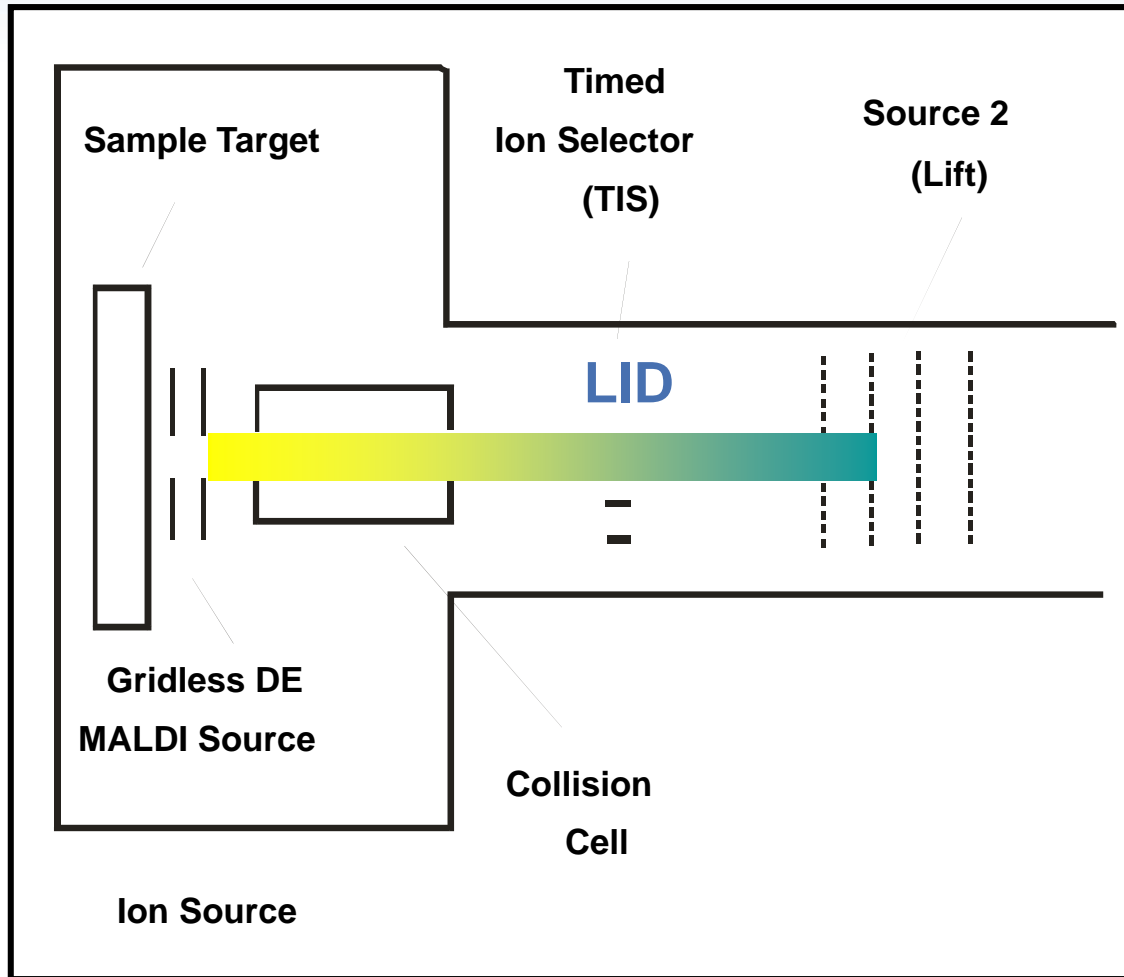 Timed
Ion Selector
(TIS)
Source 2
(Lift)
Sample Target
LID
Gridless DE
MALDI Source
Collision
Cell
Ion Source